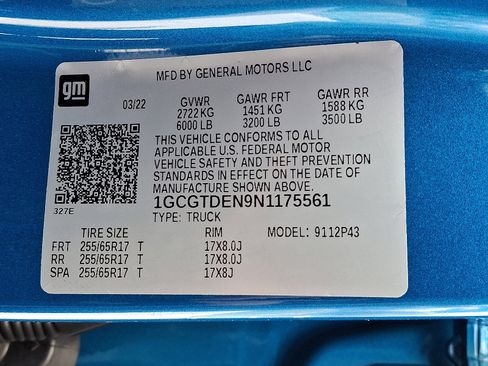 MFD BY GENERAL MOTORS LLC
gm
03/22 GVWR GAWR FRT GAWR RR
2722 KG 1451 KG 1588 KG
6000 LB 3200 LB 3500 LB
THIS VEHICLE CONFORMS TO ALL
APPLICABLE U.S. FEDERAL MOTOR
VEHICLE SAFETY AND THEFT PREVENTION
STANDARDS IN EFFECT ON THE DATE OF
MANUFACTURE SHOWN ABOVE.
327E
1GCGTDEN9N1175561
TYPE: TRUCK
TIRE SIZE RIM MODEL: 9112P43
FRT 255/65R17 T 17X8.0J
RR 255/65R17 T 17X8.0J
SPA 255/65R17 T 17X8J